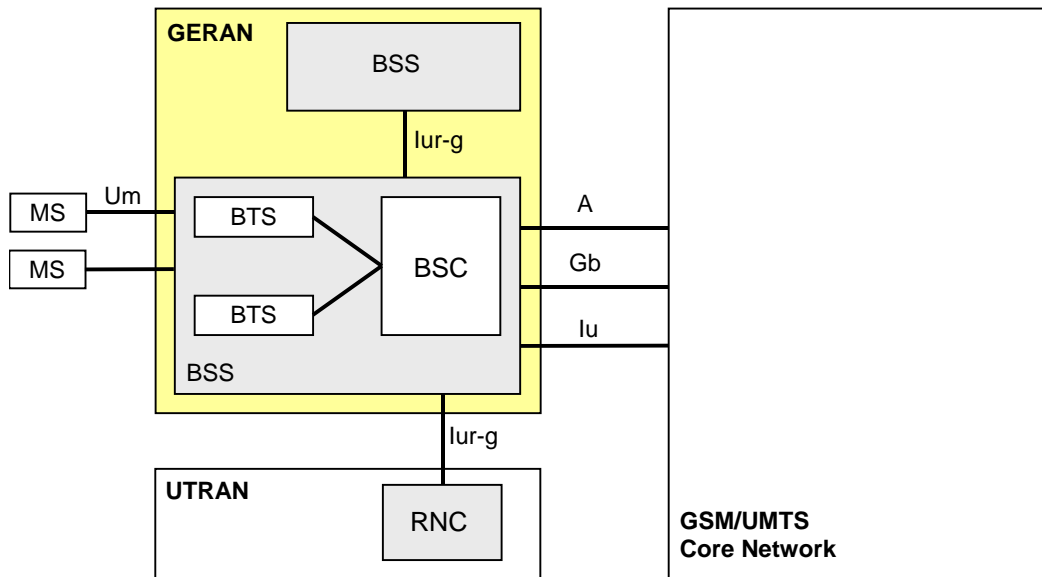 GERAN
BSS
Iur-g
Um
MS
BTS
BSC
A
MS
Gb
BTS
Iu
BSS
Iur-g
UTRAN
RNC
GSM/UMTS
Core Network